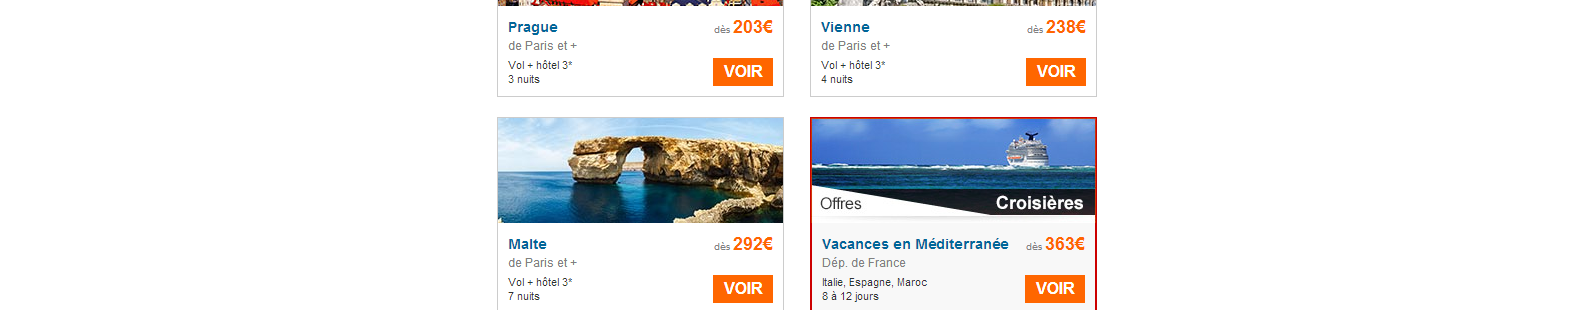 Prague
dès 203€
de Paris et +
Vol + hôtel 3*
3 nuits
VOIR
Vienne
dès 238€
de Paris et +
Vol + hôtel 3*
4 nuits
VOIR
Malte
dès 292€
de Paris et +
Vol + hôtel 3*
7 nuits
VOIR
Offres
Croisières
Vacances en Méditerranée
dès 363€
Dép. de France
Italie, Espagne, Maroc
8 à 12 jours
VOIR